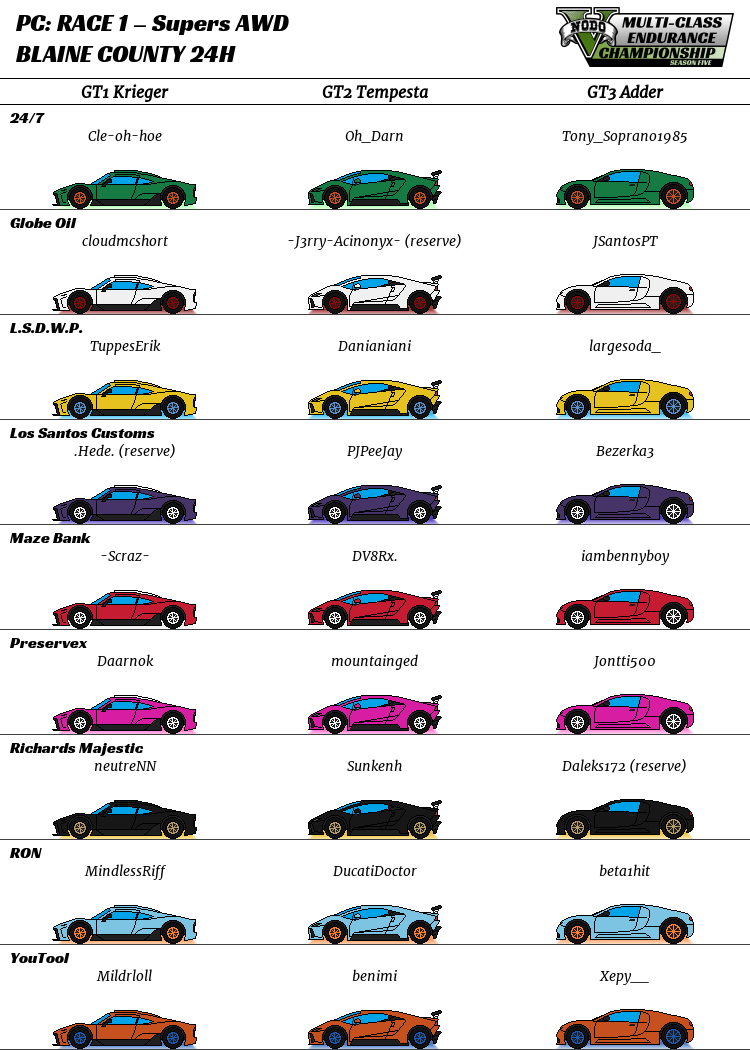 PC: RACE 1 – Supers AWD
BLAINE COUNTY 24H
V
NODO
MULTI-CLASS
ENDURANCE
CHAMPIONSHIP
SEASON FIVE
GT1 Krieger GT2 Tempesta GT3 Adder
24/7
Cle-oh-hoe Oh_Darn Tony_Soprano1985
Globe Oil
cloudmcshort -J3rry-Acinonyx- (reserve) JSantosPT
L.S.D.W.P.
TuppesErik Danianiani largesoda_
Los Santos Customs
.Hede. (reserve) PJPeeJay Bezerka3
Maze Bank
-Scraz- DV8Rx. iambennyboy
Preservex
Daarnok mountainged Jontti500
Richards Majestic
neutreNN Sunkenh Daleks172 (reserve)
RON
MindlessRiff DucatiDoctor beta1hit
YouTool
Mildrloll benimi Xepy__